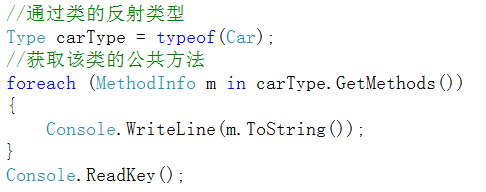 //通过类的反射类型
Type carType = typeof(Car);
//获取该类的公共方法
foreach (MethodInfo m in carType.GetMethods())
{
    Console.WriteLine(m.ToString());
}
Console.ReadKey();